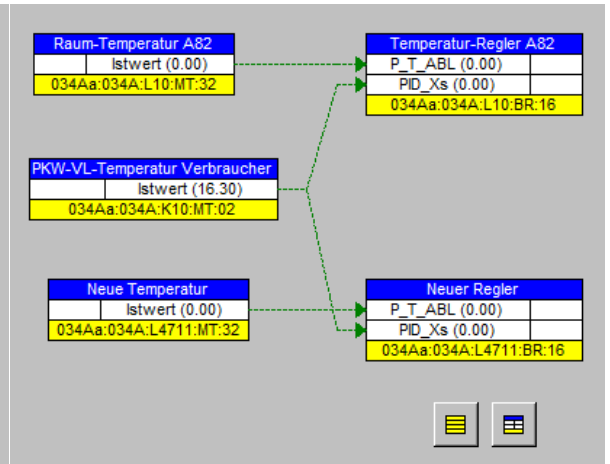 Raum-Temperatur A82
Istwert (0.00)
034Aa:034A:L10:MT:32
Temperatur-Regler A82
P_T_ABL (0.00)
PID_Xs (0.00)
034Aa:034A:L10:BR:16
PKW-VL-Temperatur Verbraucher
Istwert (16.30)
034Aa:034A:K10:MT:02
Neue Temperatur
Istwert (0.00)
034Aa:034A:L4711:MT:32
Neuer Regler
P_T_ABL (0.00)
PID_Xs (0.00)
034Aa:034A:L4711:BR:16